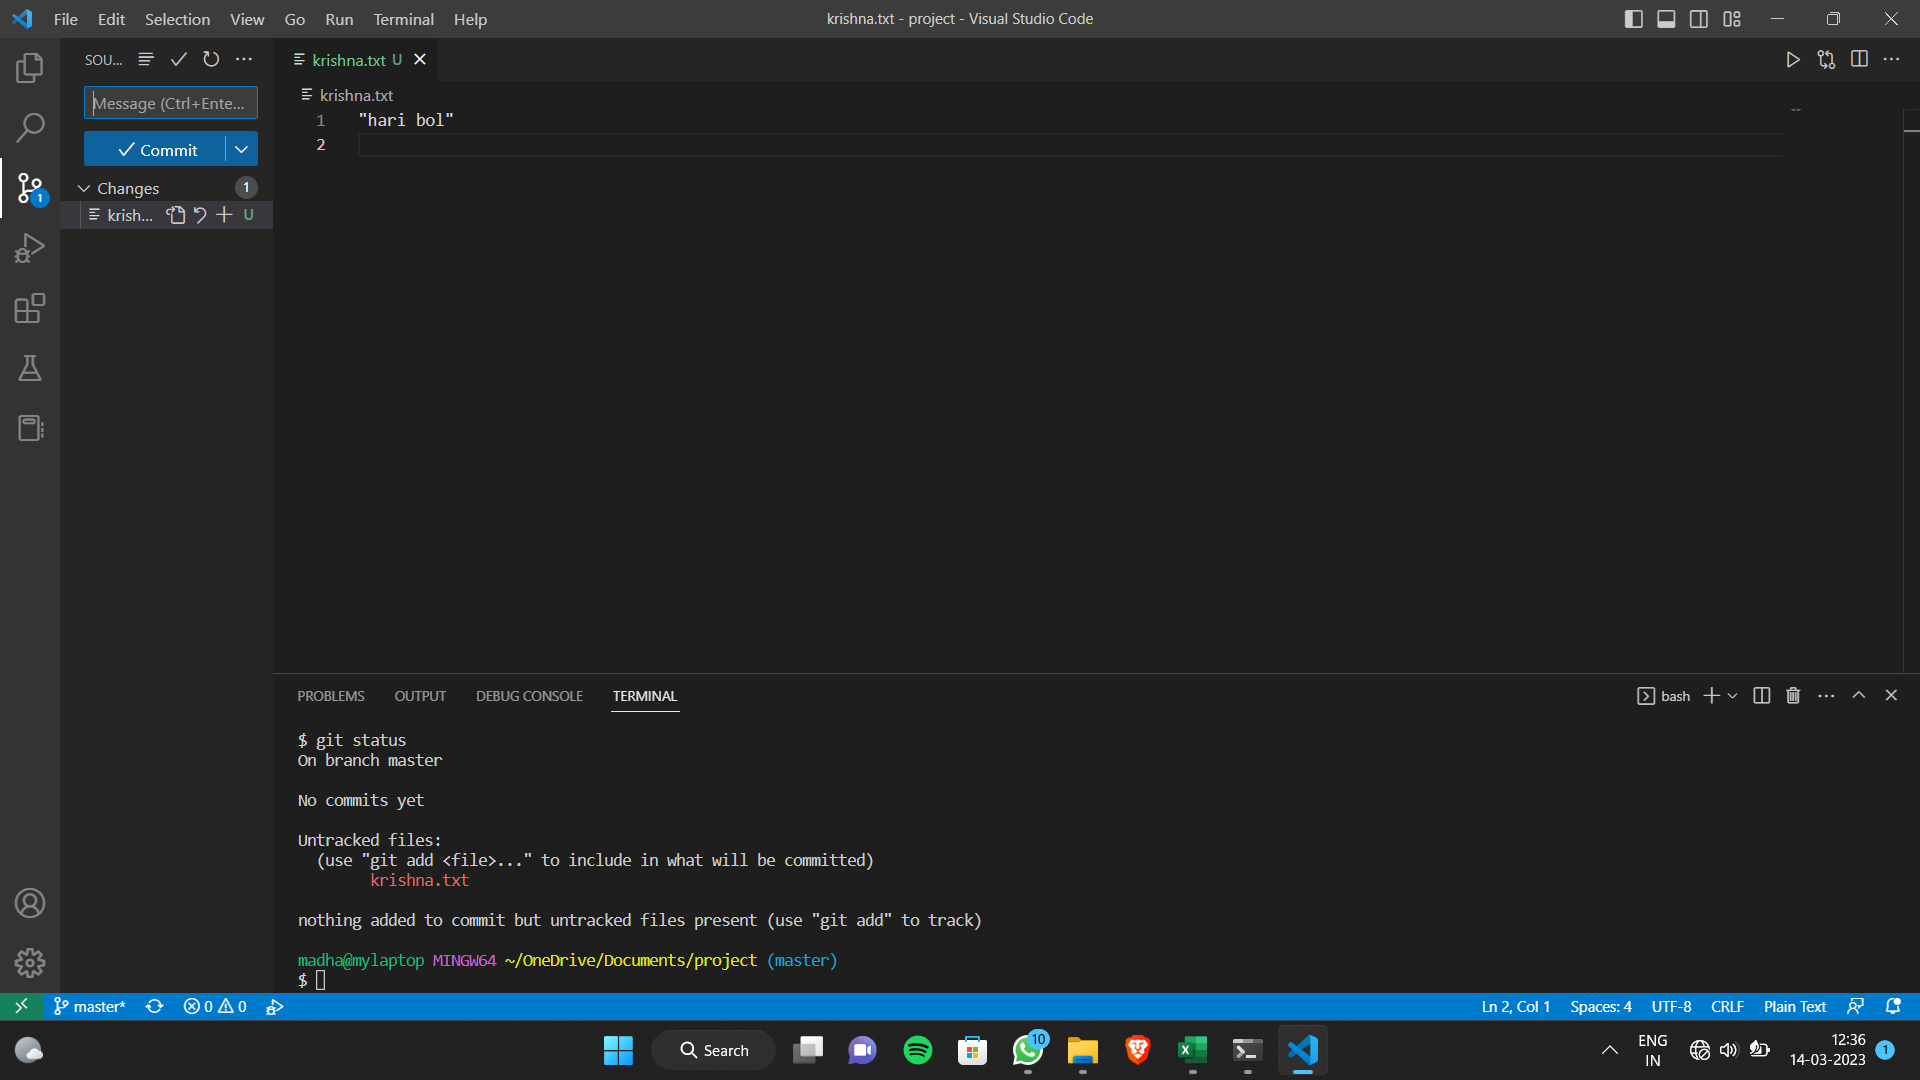 File Edit Selection View Go Run Terminal Help
krishna.txt - project - Visual Studio Code
SOU...
Message (Ctrl+Ente...
Commit
Changes 1
krish... U
1
krishna.txt U
krishna.txt
1 "hari bol"
2
PROBLEMS OUTPUT DEBUG CONSOLE TERMINAL
bash
$ git status
On branch master
No commits yet
Untracked files:
(use "git add <file>..." to include in what will be committed)
krishna.txt
nothing added to commit but untracked files present (use "git add" to track)
madha@mylaptop MINGW64 ~/OneDrive/Documents/project (master)
$
master* 0 0
Ln 2, Col 1 Spaces: 4 UTF-8 CRLF Plain Text
Search
10
ENG
IN
12:36
14-03-2023
1